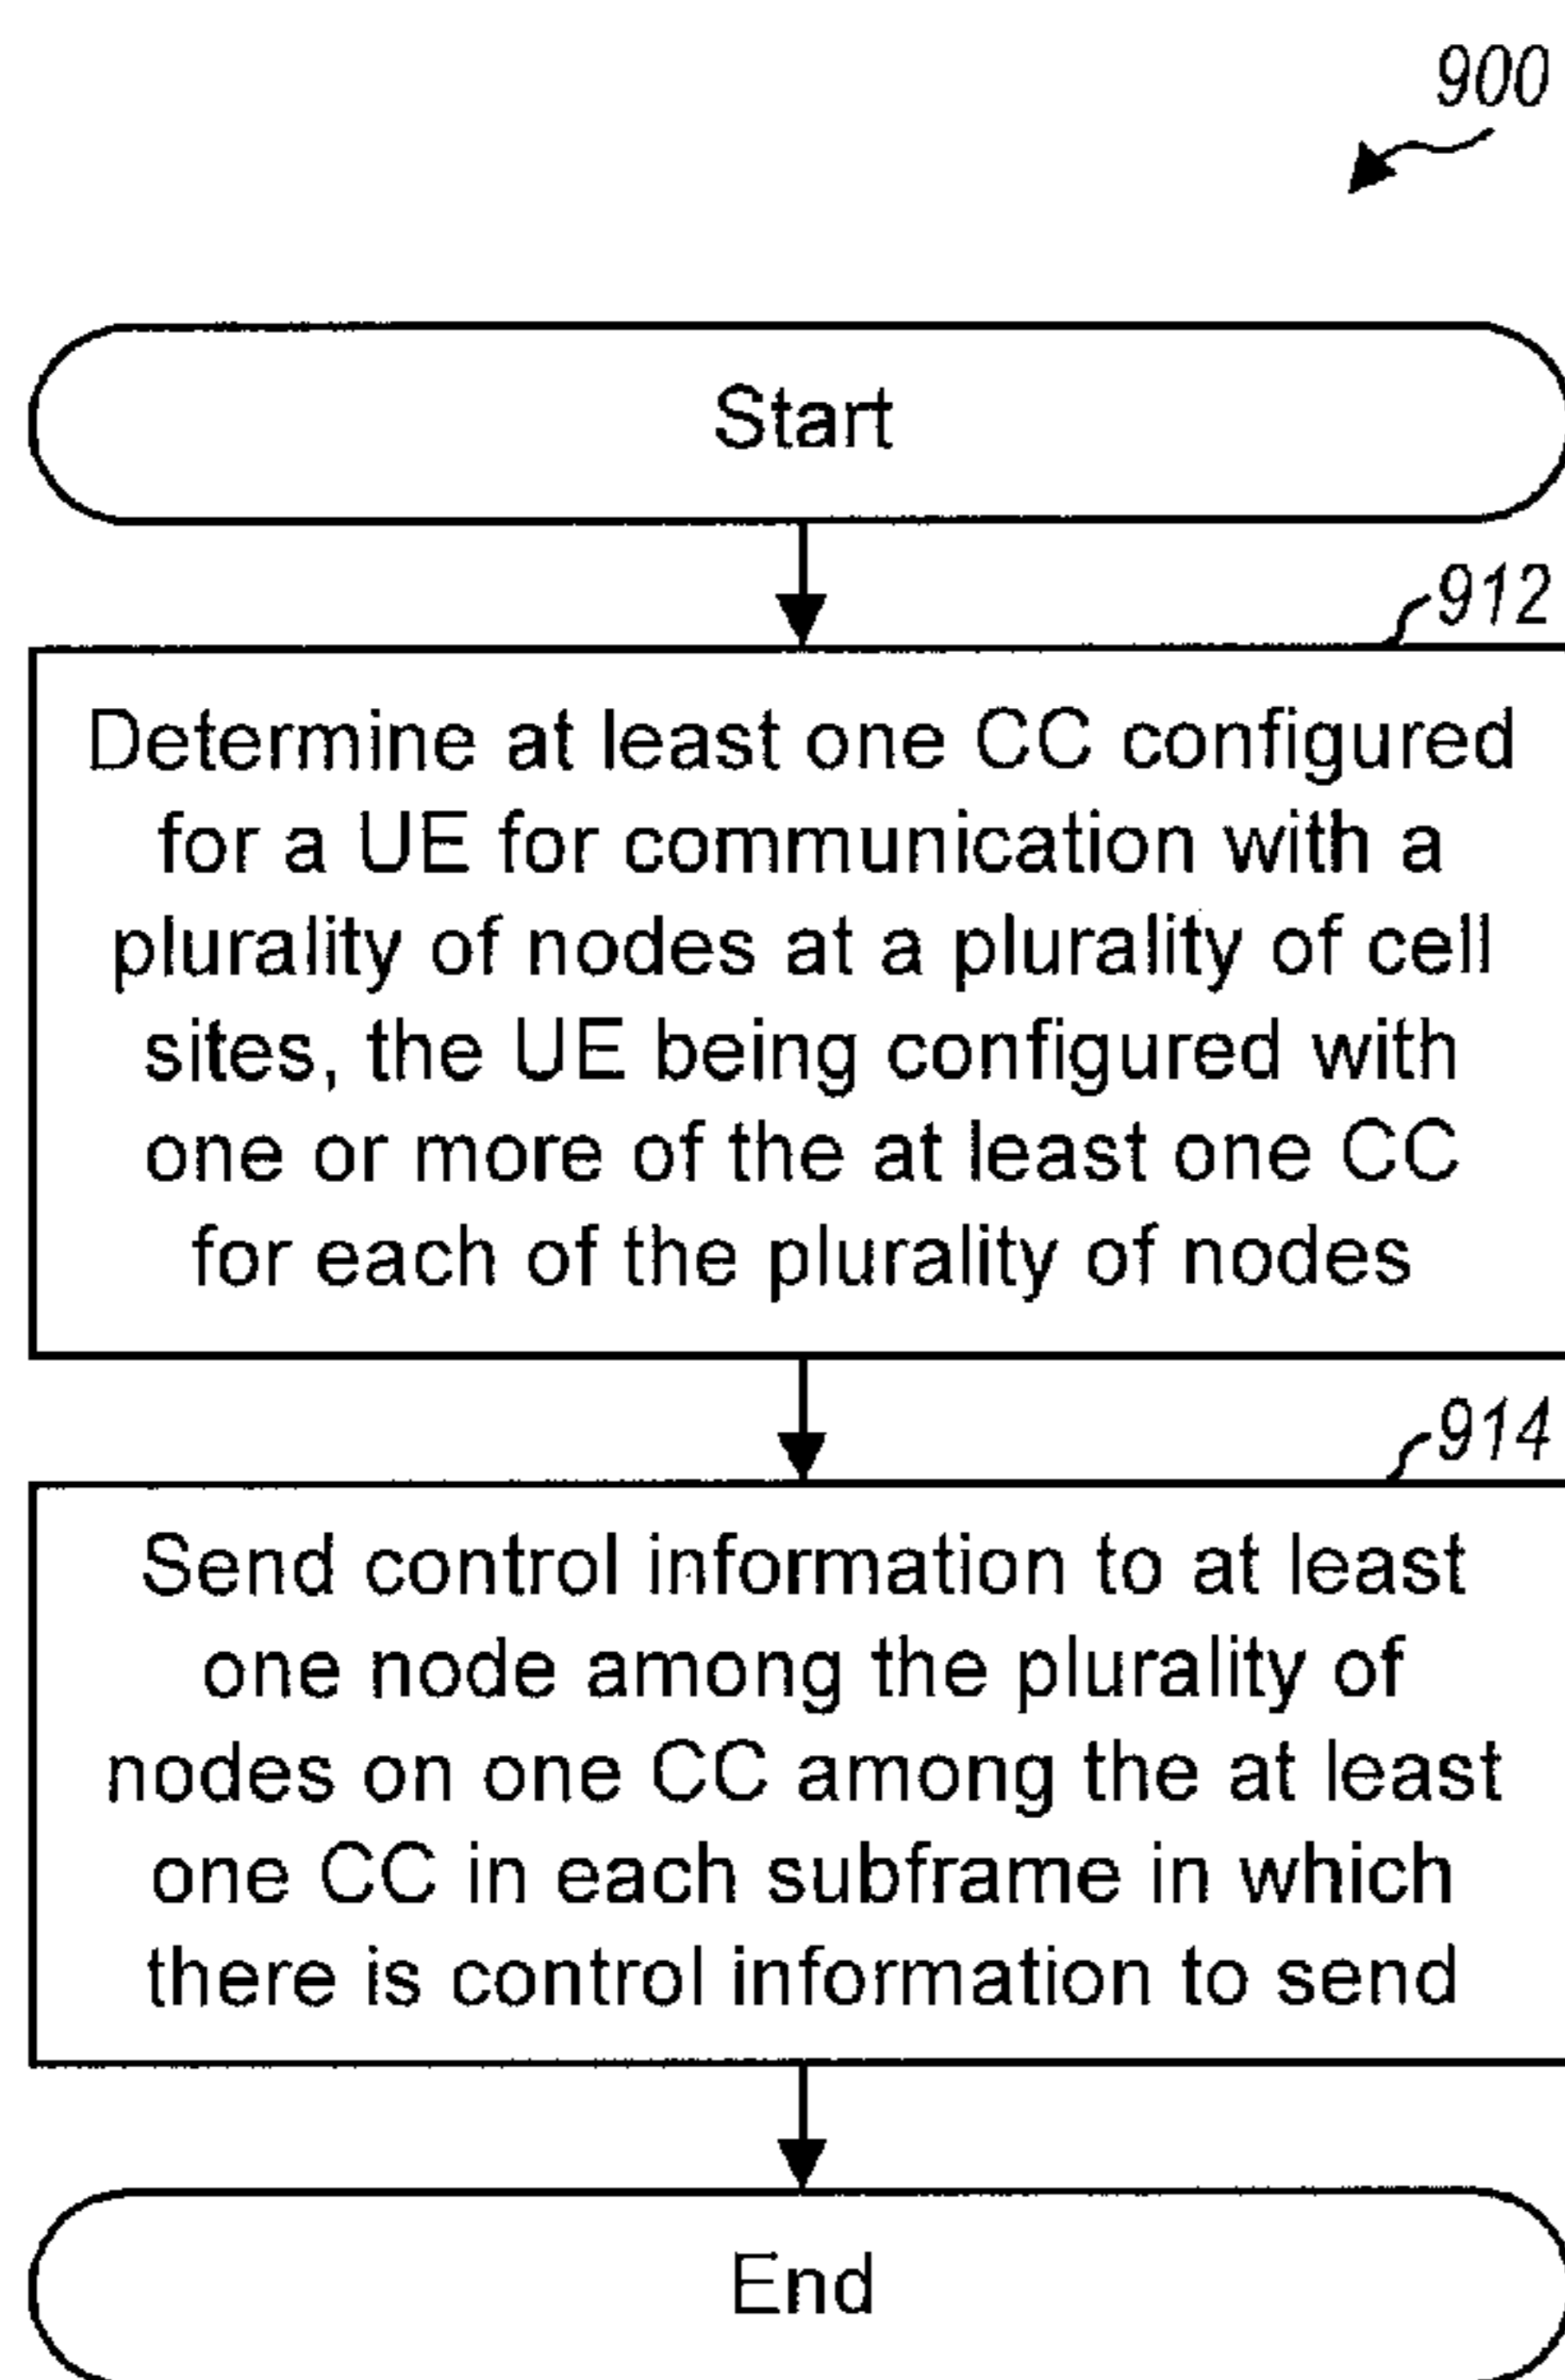 900
Start
912
Determine at least one CC configured
for a UE for communication with a
plurality of nodes at a plurality of cell
sites, the UE being configured with
one or more of the at least one CC
for each of the plurality of nodes
914
Send control information to at least
one node among the plurality of
nodes on one CC among the at least
one CC in each subframe in which
there is control information to send
End